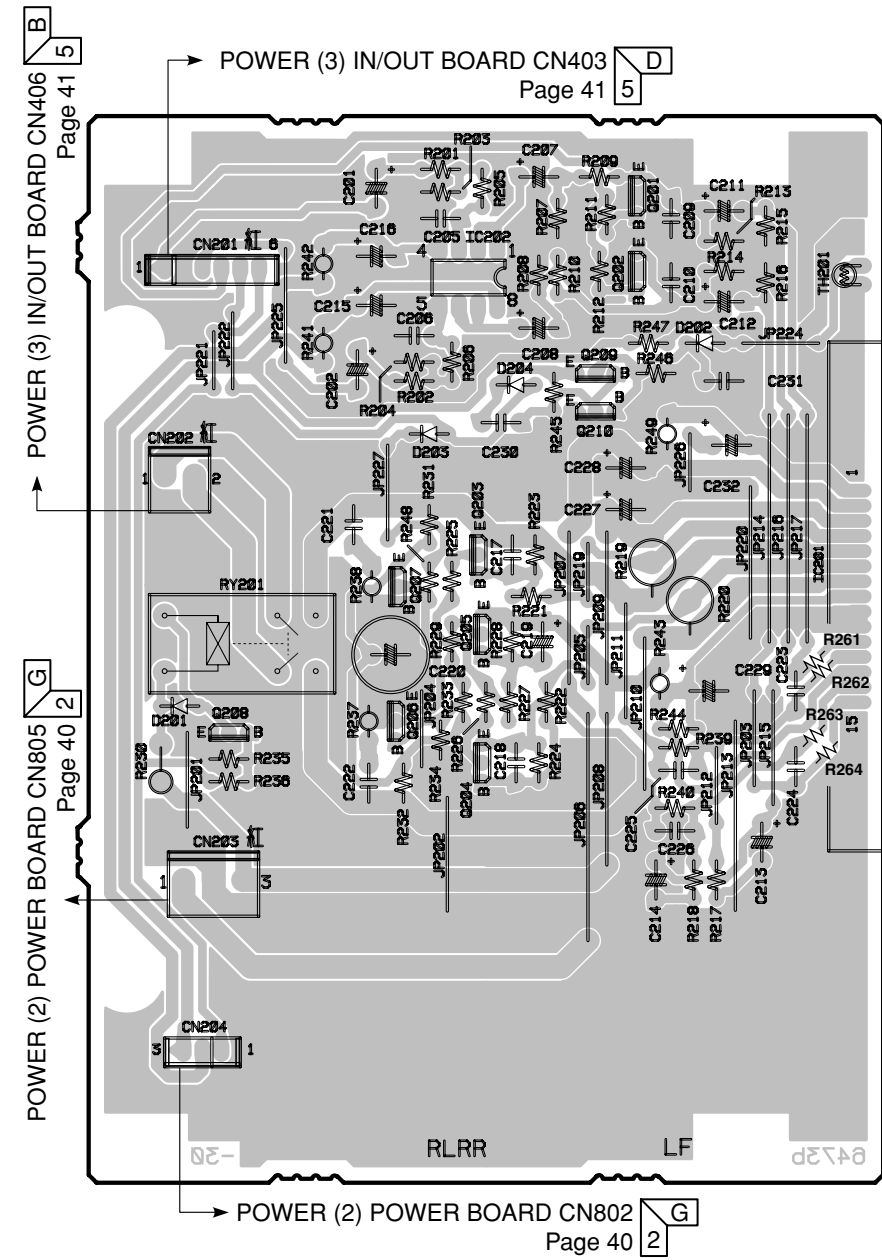 POWER (3) IN/OUT BOARD CN403
D
Page 41
5
POWER (3) IN/OUT BOARD CN406
B
Page 41
5
R203
C207
R201
R209
E
C201
R205
Q201
C211
R213
R207
R211
B
C209
R215
C216
C205
IC202
CN201
1
6
R242
4
1
R208
R210
E
Q202
C210
R214
R216
TH201
5
8
R212
B
C215
C206
R247
D202
C212
JP224
JP225
R241
C208
Q209
R246
JP221
JP222
C202
R206
D204
E
B
C231
R204
R202
E
B
R245
Q210
R249
CN202
D203
C230
JP226
1
2
JP227
R231
C228
C232
1
Q203
R223
C227
C221
R248
R225
E
C217
JP207
JP219
R219
JP220
JP214
JP216
JP217
IC201
R238
E
Q207
B
RY201
B
R221
JP209
R220
R229
Q205
E
R228
C219
JP205
JP211
R243
R261
C220
B
C229
C223
R262
R237
E
JP204
R233
E
R227
R222
JP210
D201
Q208
Q206
R226
R244
R263
E
B
B
R239
JP203
JP215
15
R230
JP201
R235
R236
C222
R232
R234
Q204
B
C218
R224
JP208
JP206
C225
R240
JP212
JP213
C224
R264
CN203
JP202
C226
C213
1
3
C214
R218
R217
POWER (2) POWER BOARD CN805
G
Page 40
2
CN204
3
1
-30
RLRR
LF
6473b
POWER (2) POWER BOARD CN802
G
Page 40
2